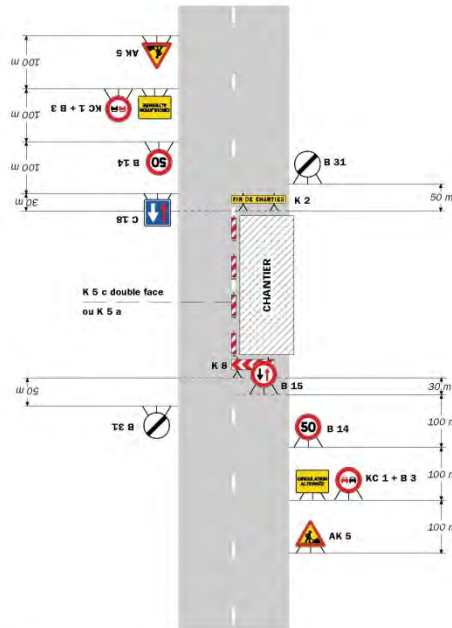 AK 5
100 m
KC 1 + B 3
CIRCULATION
ALTERNÉE
100 m
50
B 14
100 m
C 18
30 m
B 31
50 m
FIN DE CHANTIER
K 2
CHANTIER
K 5 c double face
ou K 5 a
K 8
B 15
50 m
B 31
30 m
50
B 14
100 m
CIRCULATION
ALTERNÉE
KC 1 + B 3
100 m
AK 5
100 m